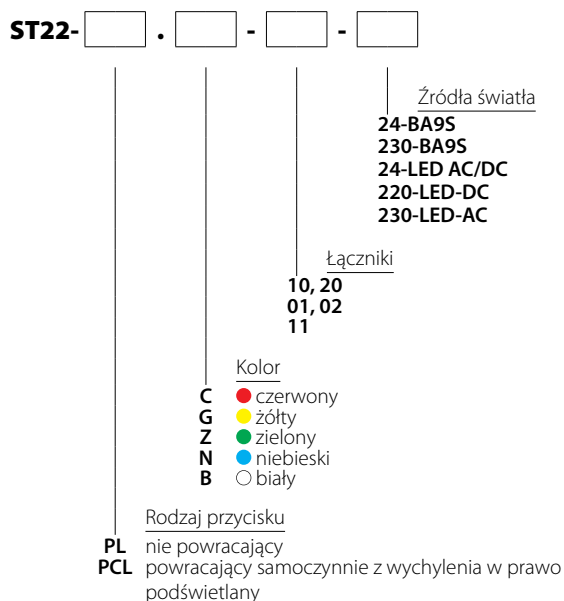 ST22- . - -
Źródła światła
24-BA9S
230-BA9S
24-LED AC/DC
220-LED-DC
230-LED-AC
Łączniki
10, 20
01, 02
11
Kolor
C czerwony
G żółty
Z zielony
N niebieski
B biały
Rodzaj przycisku
PL nie powracający
PCL powracający samoczynnie z wychylenia w prawo
podświetlany